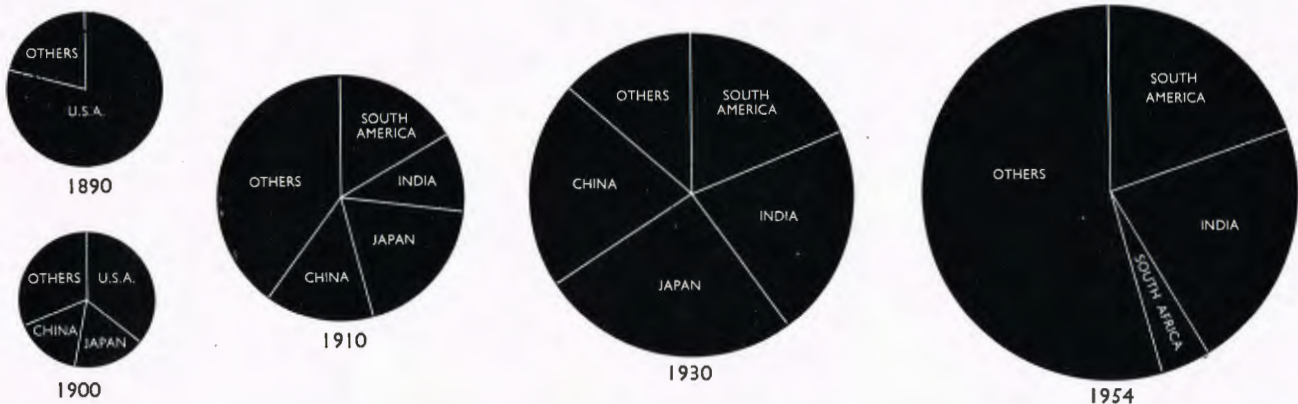 OTHERS
U.S.A.
1890
OTHERS
U.S.A.
CHINA
JAPAN
1900
SOUTH
AMERICA
INDIA
OTHERS
JAPAN
CHINA
1910
OTHERS
SOUTH
AMERICA
CHINA
INDIA
JAPAN
1930
SOUTH
AMERICA
OTHERS
INDIA
SOUTH AFRICA
1954